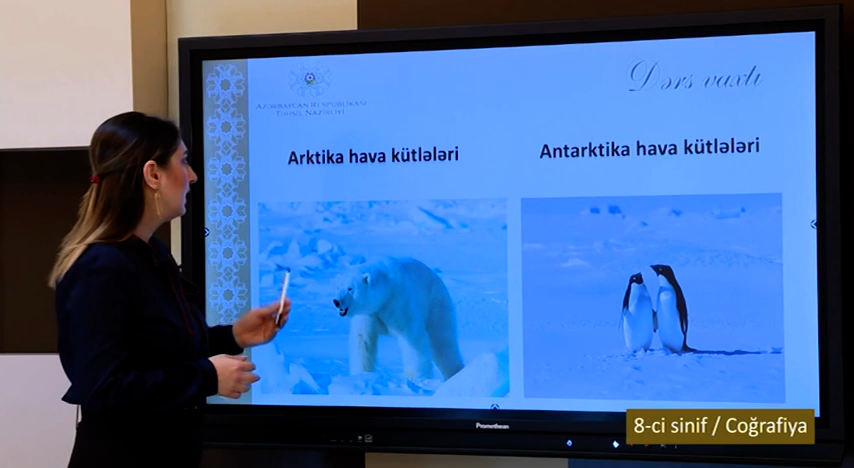 Dərs vaxtı
AZƏRBAYCAN RESPUBLİKASI
TƏHSİL NAZİRLİYİ
Arktika hava kütlələri
Antarktika hava kütlələri
Promethean
8-ci sinif / Coğrafiya